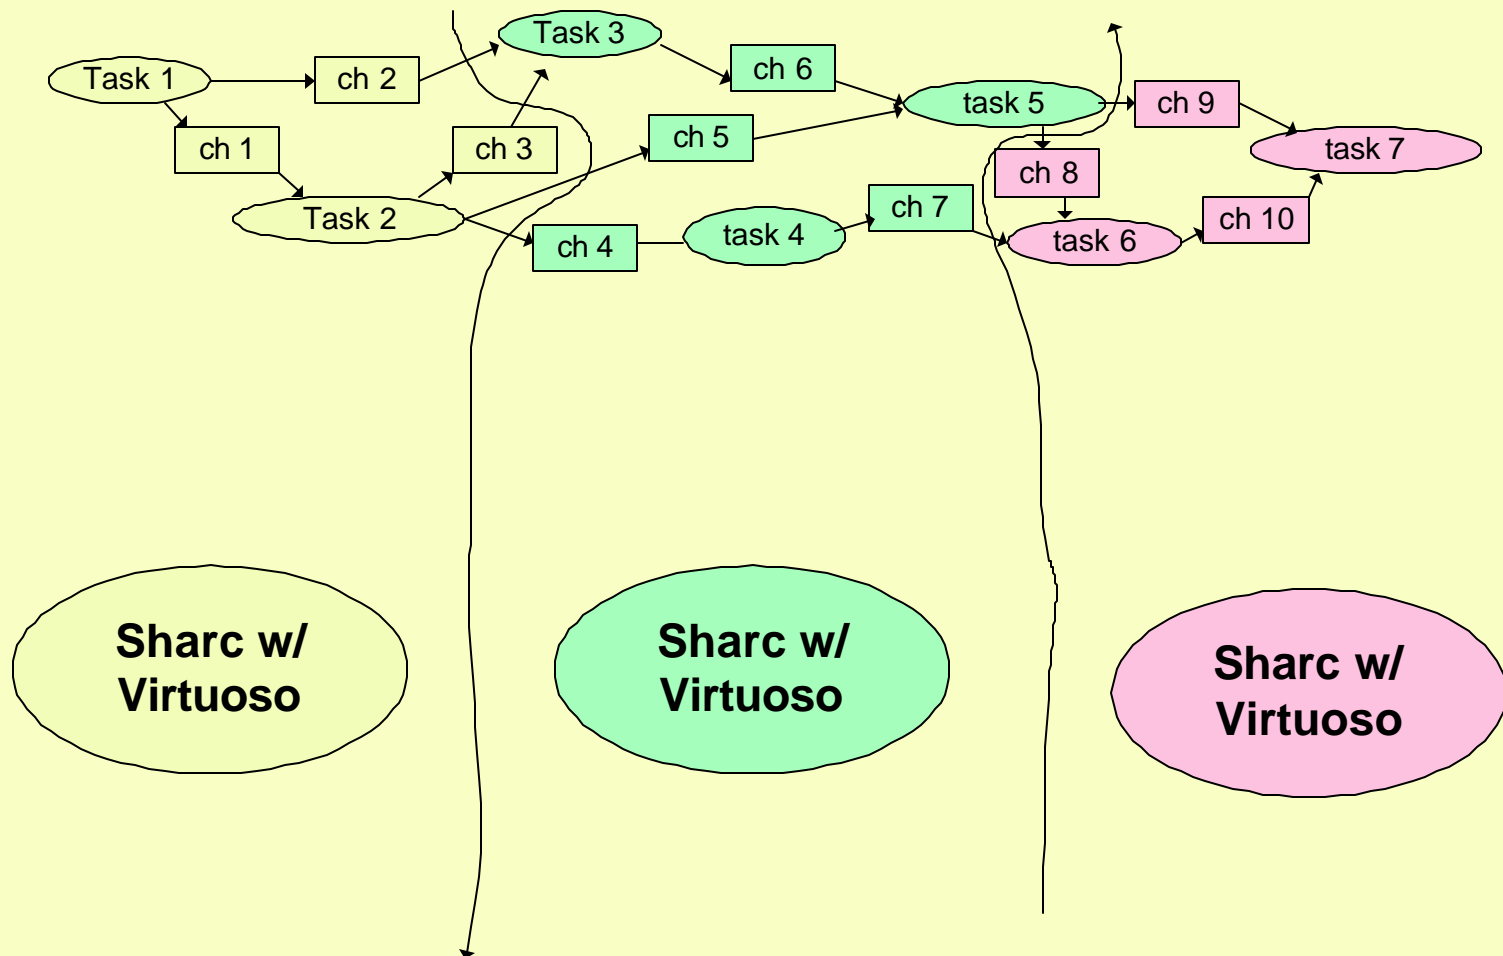 Task 3
Task 1
ch 2
ch 6
task 5
ch 9
ch 1
ch 3
ch 5
ch 8
task 7
Task 2
ch 4
task 4
ch 7
task 6
ch 10
Sharc w/
Virtuoso
Sharc w/
Virtuoso
Sharc w/
Virtuoso